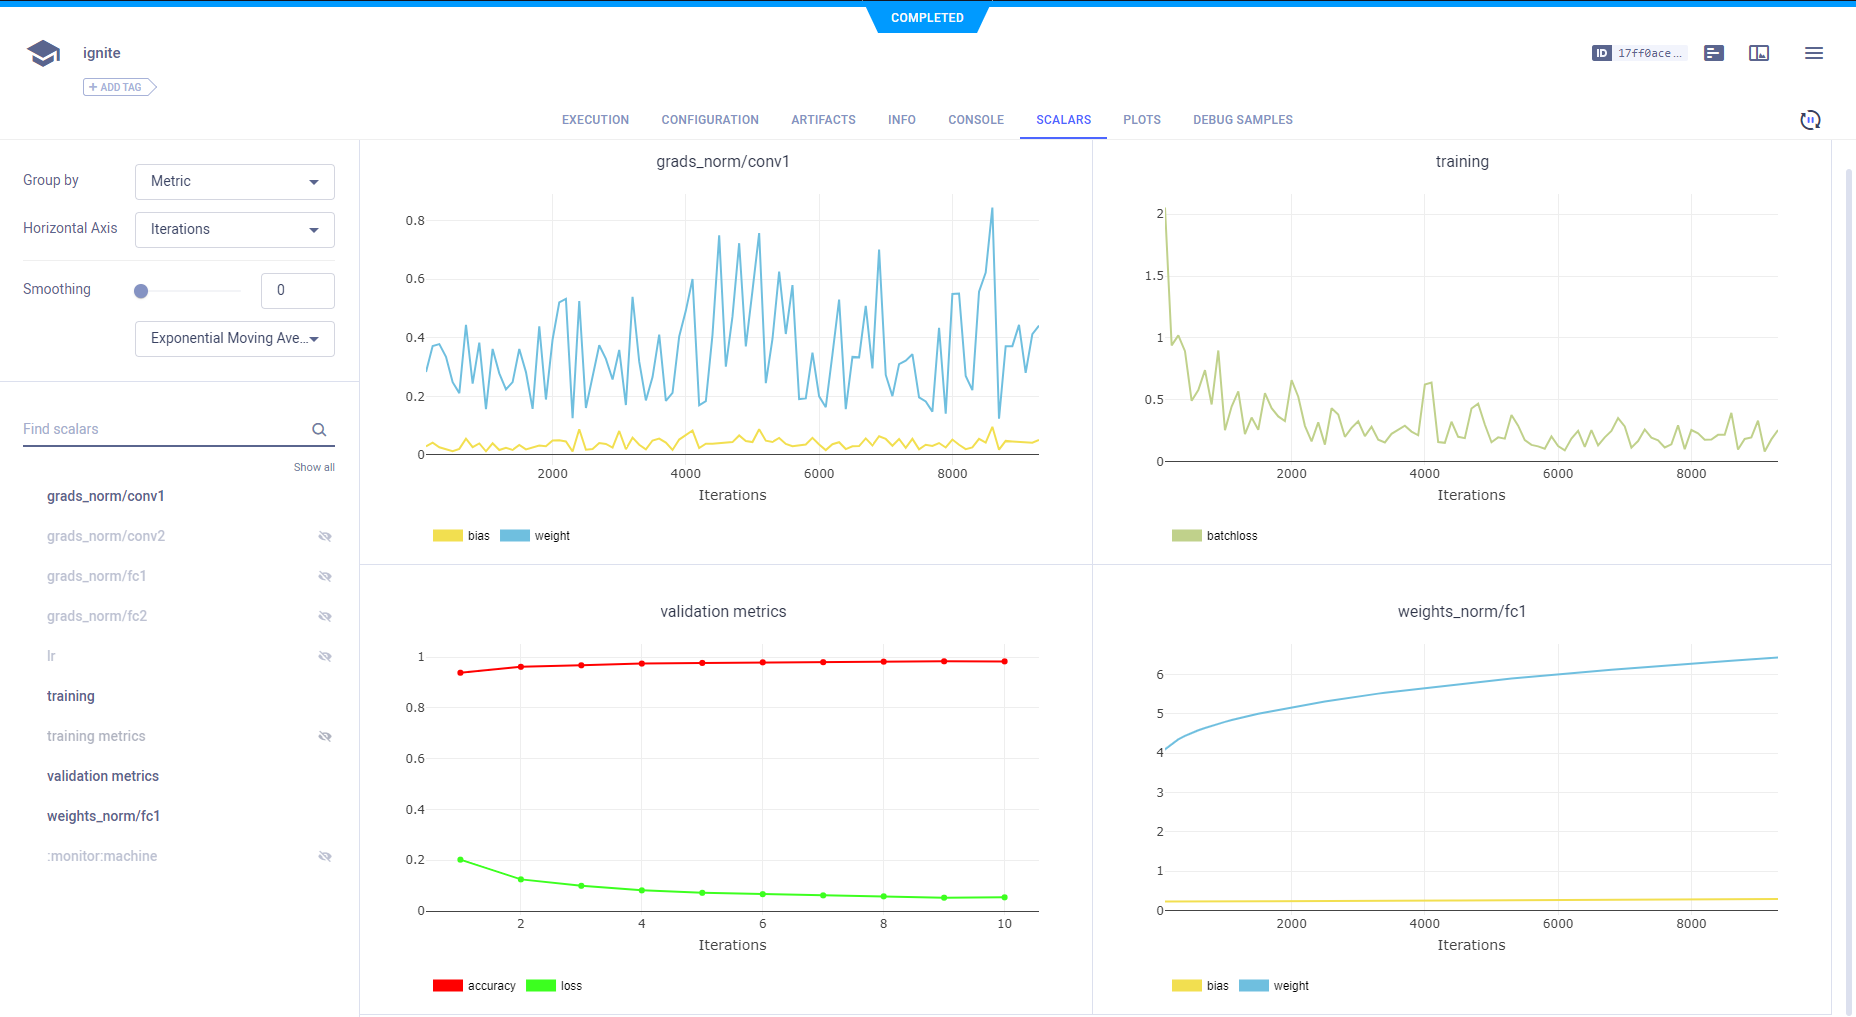 COMPLETED
ignite
ID 17ff0ace...
+ ADD TAG
EXECUTION CONFIGURATION ARTIFACTS INFO CONSOLE SCALARS PLOTS DEBUG SAMPLES
Group by Metric
Horizontal Axis Iterations
Smoothing 0
Exponential Moving Ave...
Find scalars
Show all
grads_norm/conv1
grads_norm/conv2
grads_norm/fc1
grads_norm/fc2
lr
training
training metrics
validation metrics
weights_norm/fc1
:monitor:machine
grads_norm/conv1
0.8
0.6
0.4
0.2
0
2000 4000 6000 8000
Iterations
bias weight
training
2
1.5
1
0.5
0
2000 4000 6000 8000
Iterations
batchloss
validation metrics
1
0.8
0.6
0.4
0.2
0
2 4 6 8 10
Iterations
accuracy loss
weights_norm/fc1
6
5
4
3
2
1
0
2000 4000 6000 8000
Iterations
bias weight